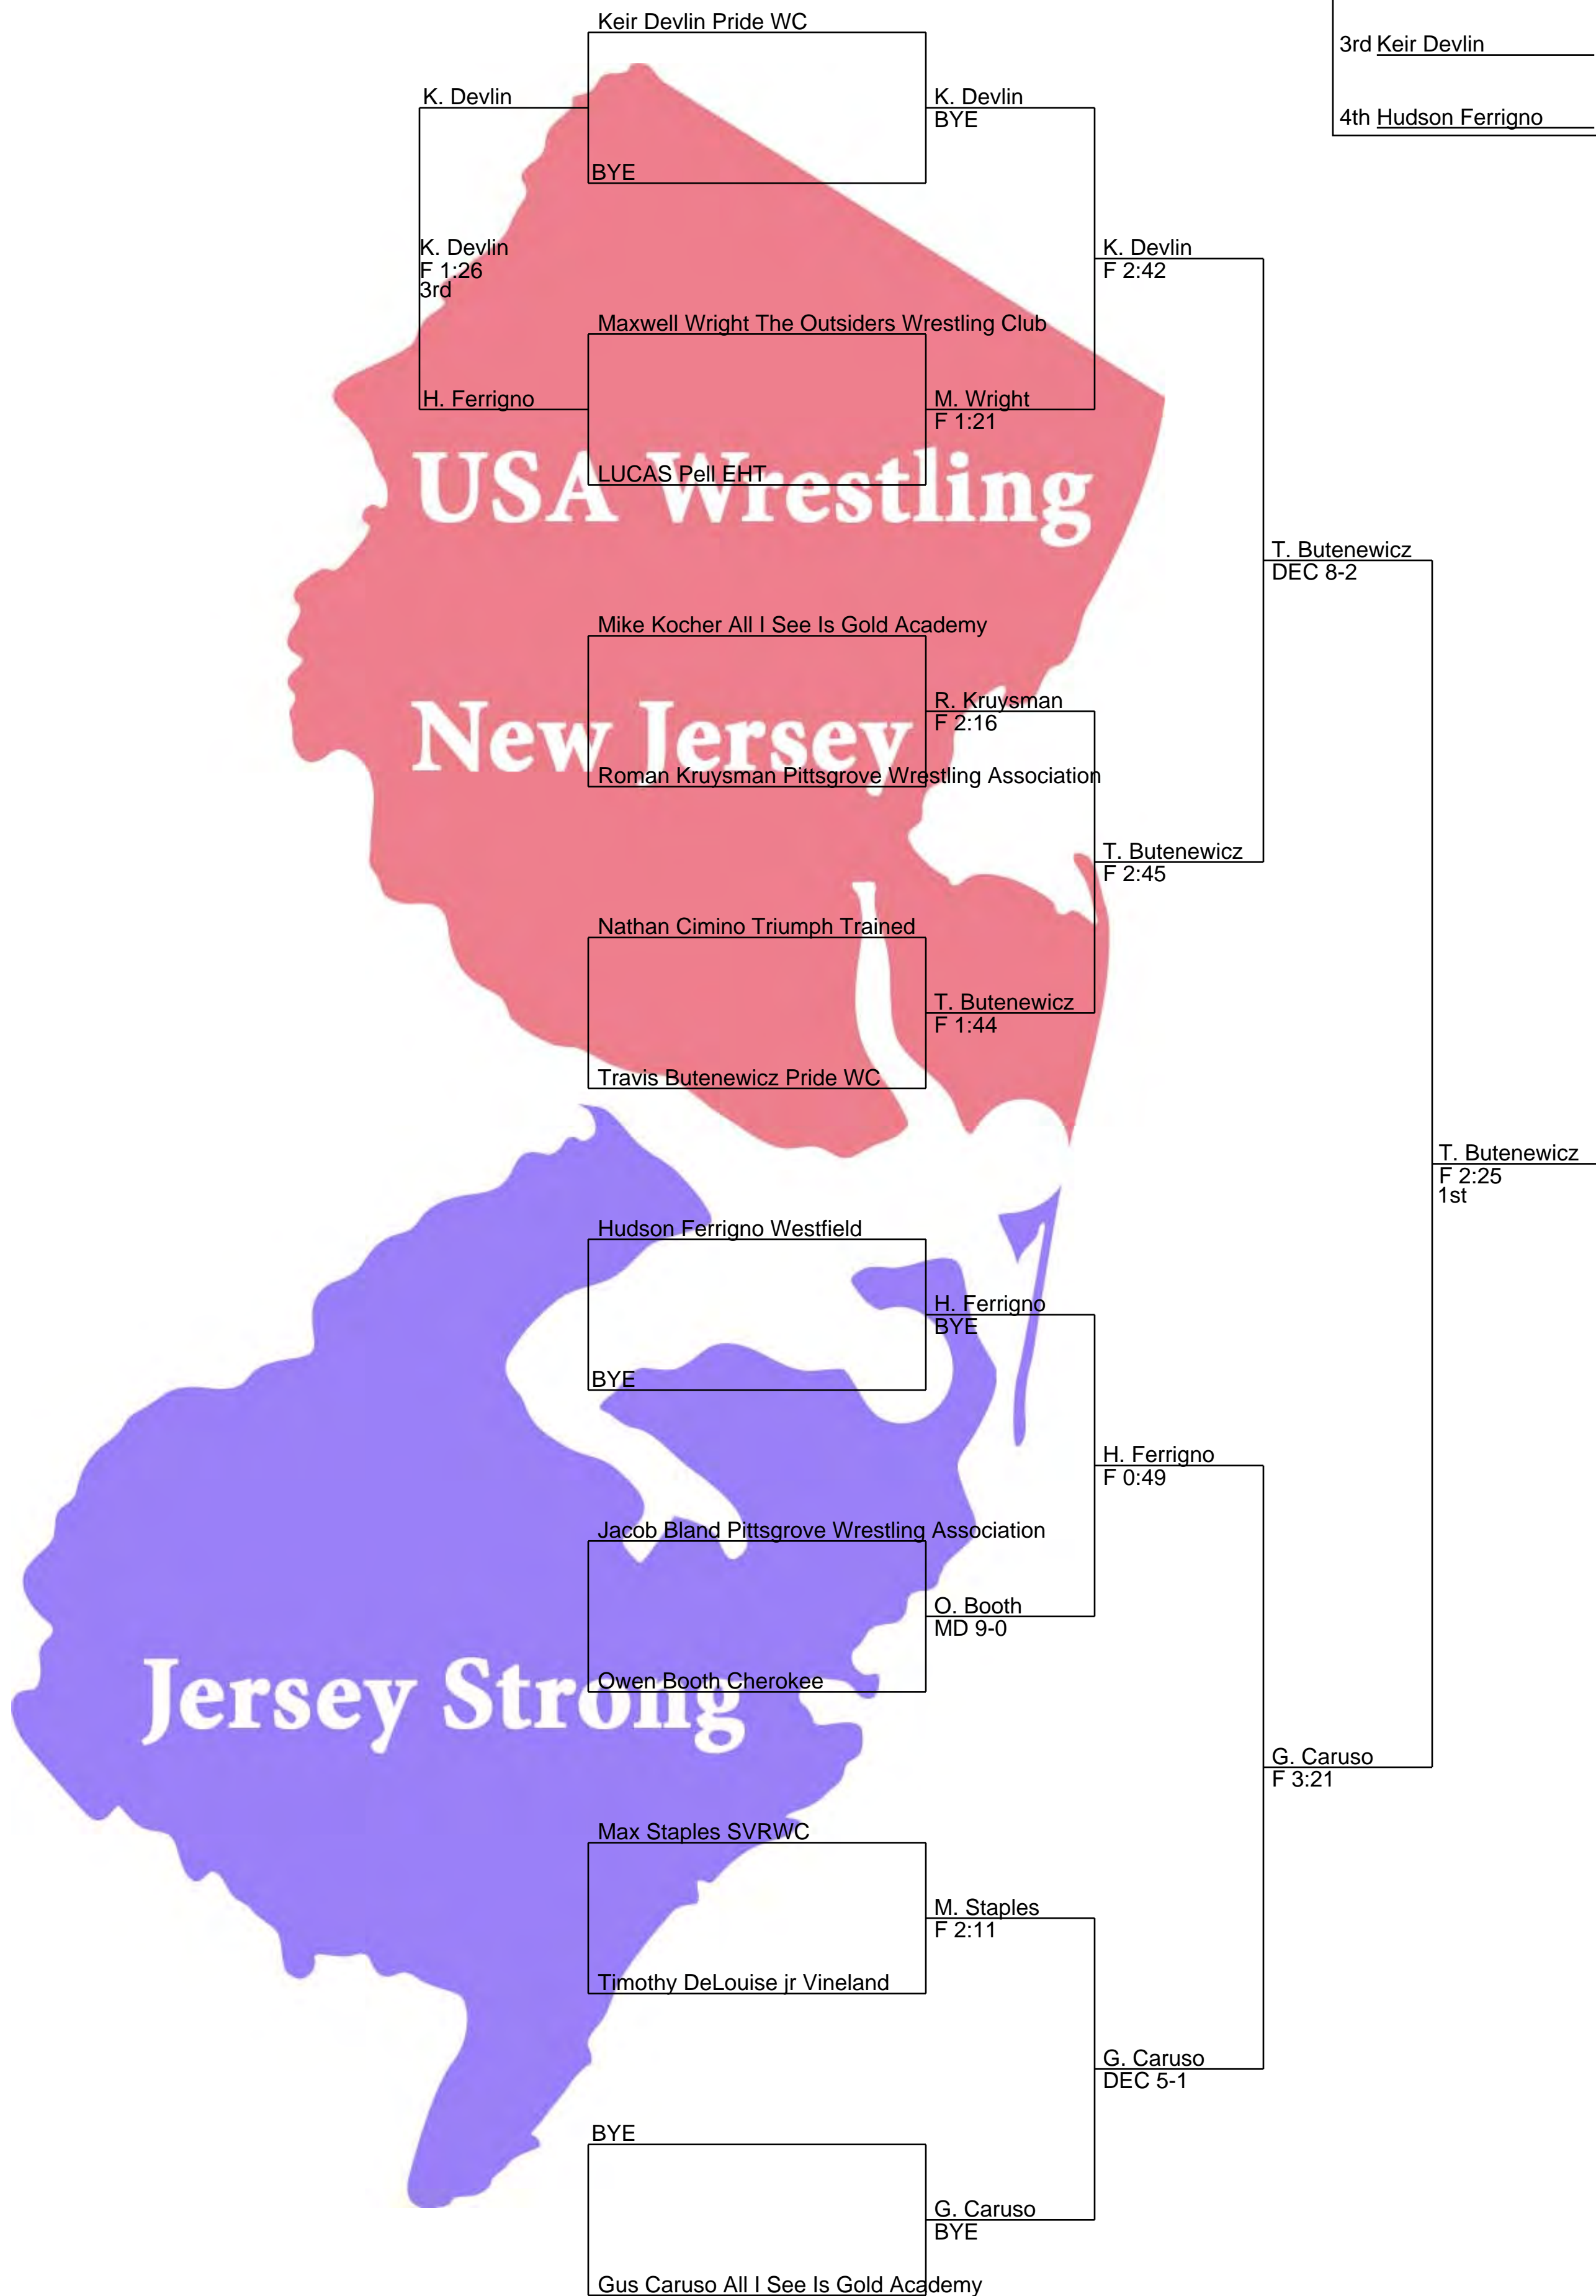 Keir Devlin Pride WC
3rd Keir Devlin
K. Devlin
K. Devlin
BYE
4th Hudson Ferrigno
BYE
K. Devlin
F 1:26
3rd
K. Devlin
F 2:42
Maxwell Wright The Outsiders Wrestling Club
H. Ferrigno
M. Wright
F 1:21
LUCAS Pell EHT
USA Wrestling
T. Butenewicz
DEC 8-2
Mike Kocher All I See Is Gold Academy
R. Kruysman
F 2:16
New Jersey
Roman Kruysman Pittsgrove Wrestling Association
T. Butenewicz
F 2:45
Nathan Cimino Triumph Trained
T. Butenewicz
F 1:44
Travis Butenewicz Pride WC
T. Butenewicz
F 2:25
1st
Hudson Ferrigno Westfield
H. Ferrigno
BYE
BYE
H. Ferrigno
F 0:49
Jacob Bland Pittsgrove Wrestling Association
O. Booth
MD 9-0
Owen Booth Cherokee
Jersey Strong
G. Caruso
F 3:21
Max Staples SVRWC
M. Staples
F 2:11
Timothy DeLouise jr Vineland
G. Caruso
DEC 5-1
BYE
G. Caruso
BYE
Gus Caruso All I See Is Gold Academy